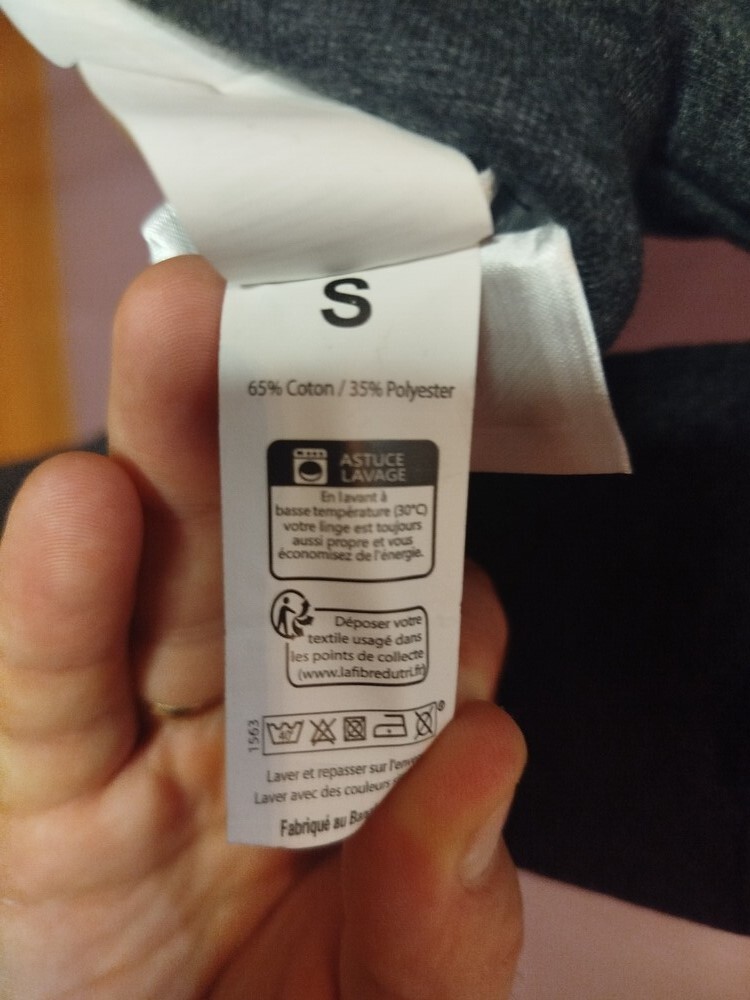 S
65% Coton / 35% Polyester
ASTUCE
LAVAGE
En lavant à
basse température (30°C)
votre linge est toujours
aussi propre et vous
économisez de l'énergie.
Déposer votre
textile usagé dans
les points de collecte
(www.lafibredutri.fr)
1563
40°
Laver et repasser sur
Laver avec des couleurs
Fabriqué au